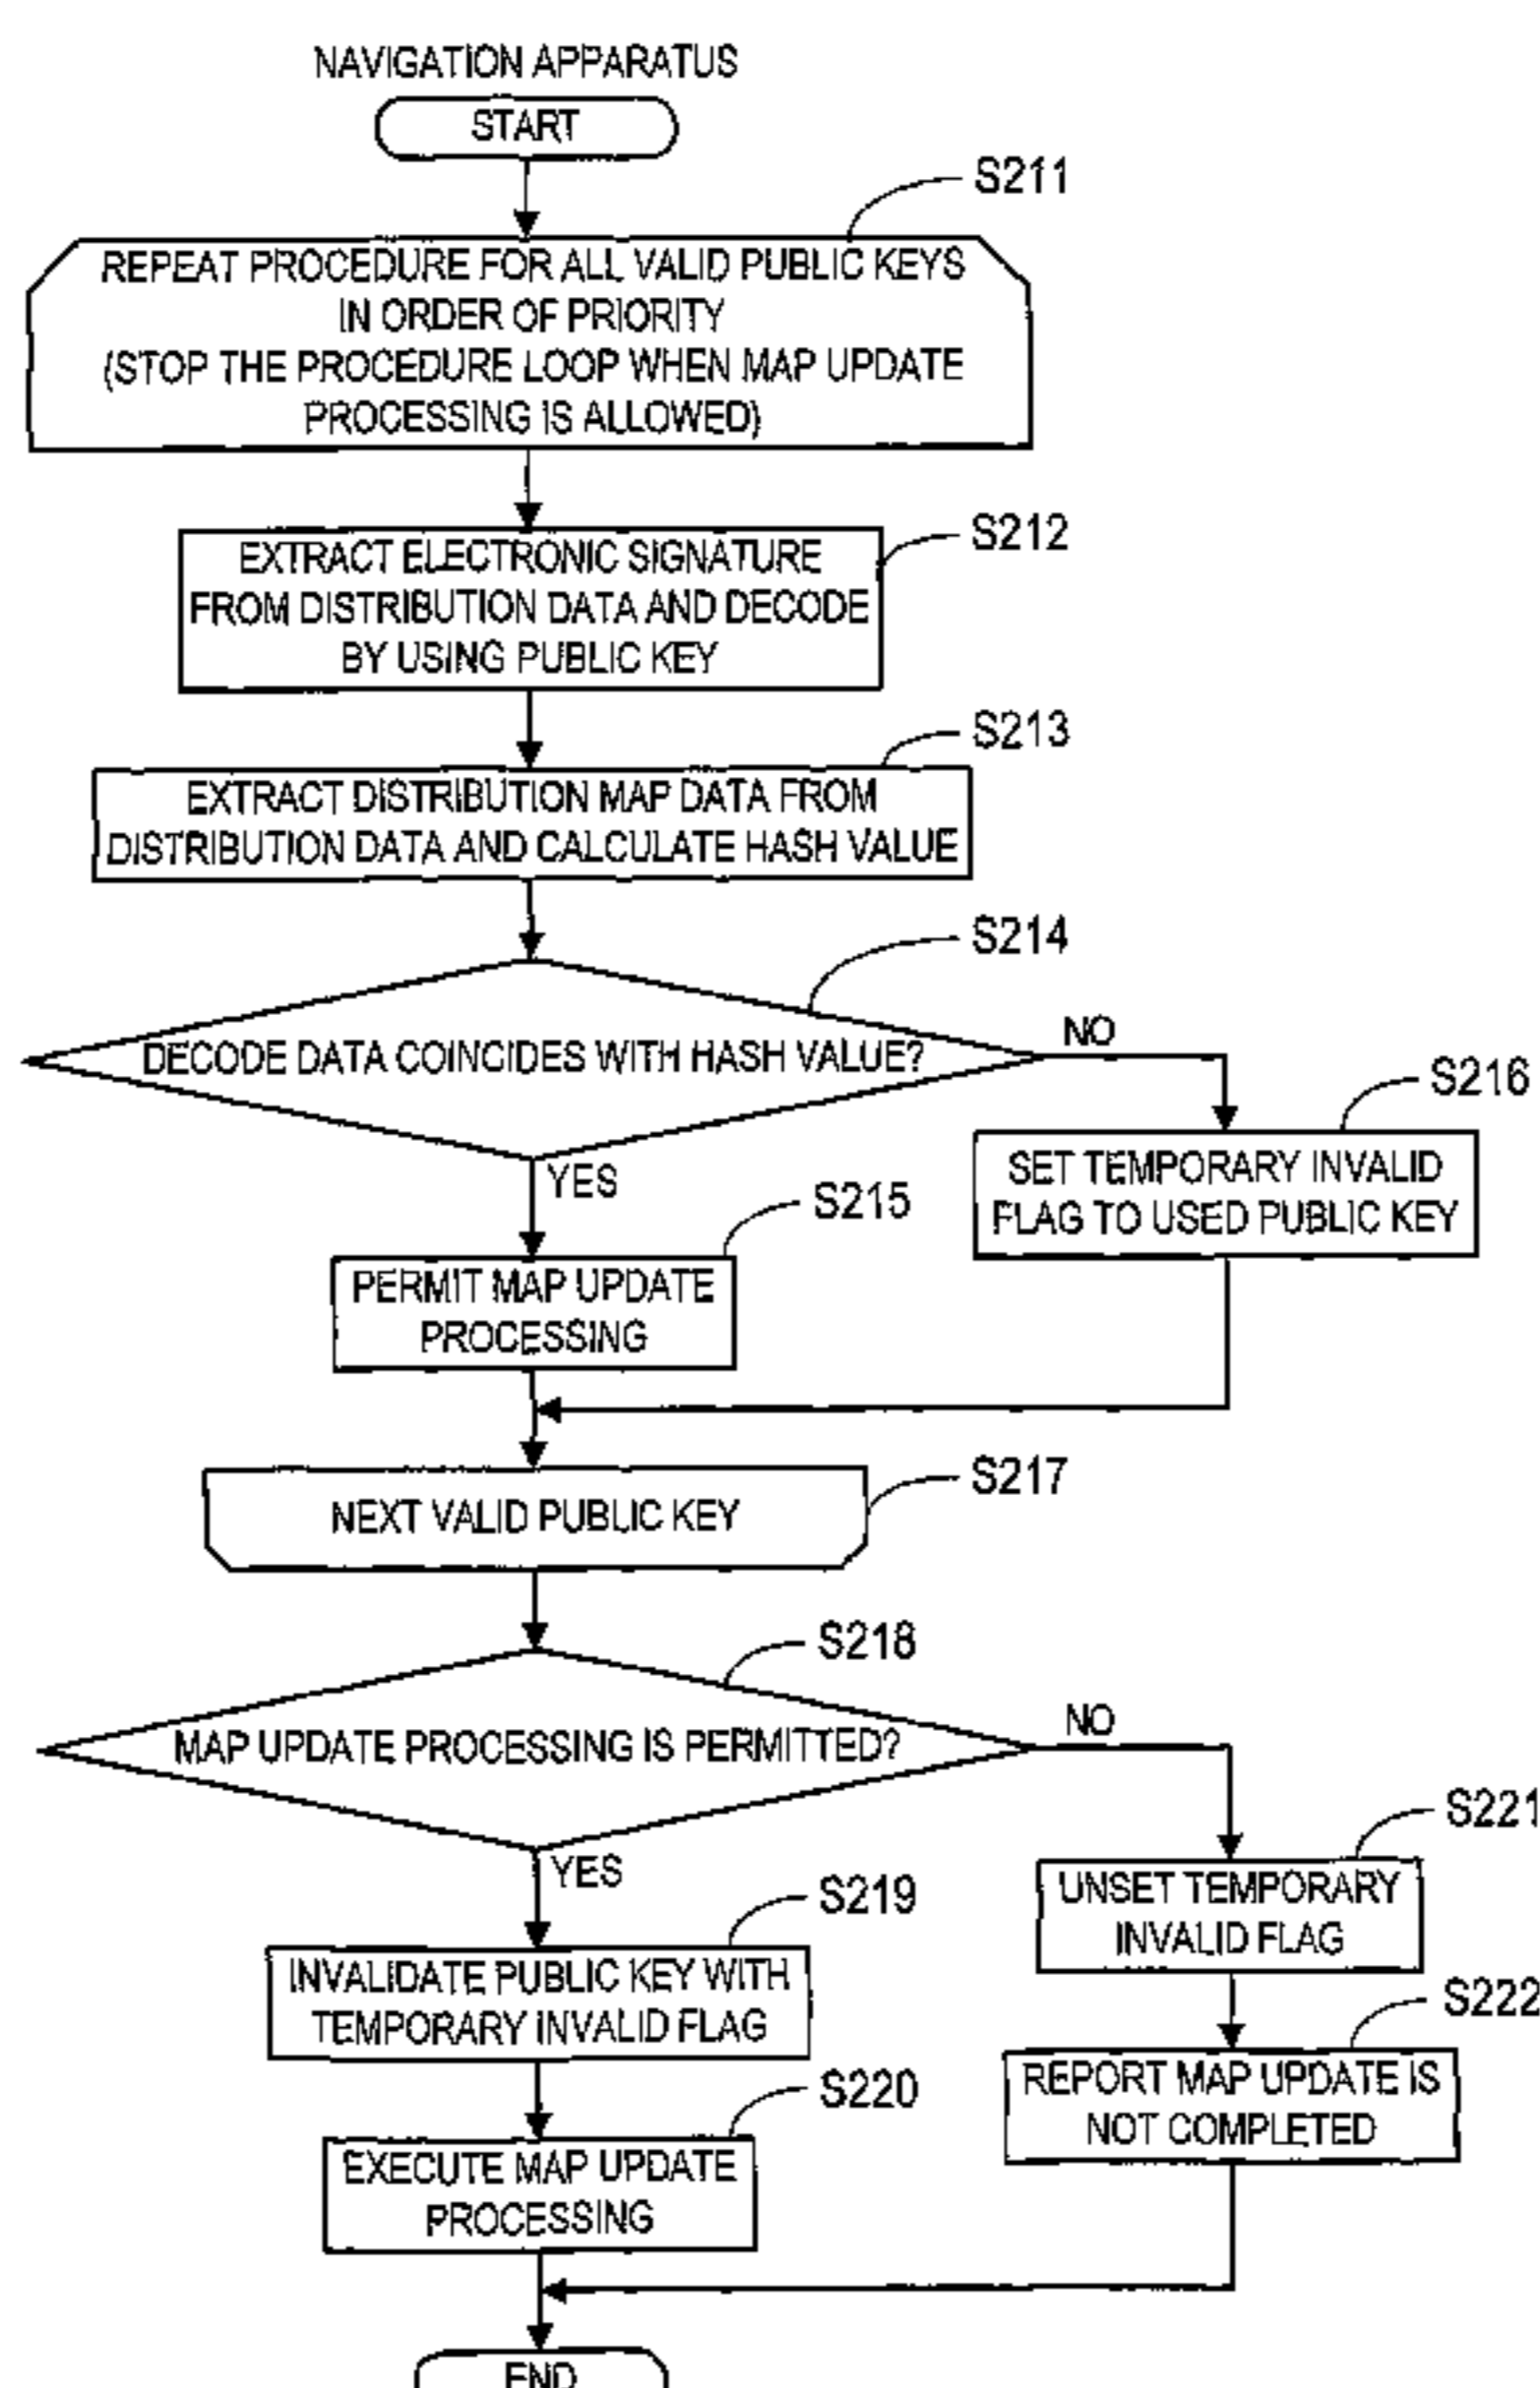 NAVIGATION APPARATUS
START
S211
REPEAT PROCEDURE FOR ALL VALID PUBLIC KEYS
IN ORDER OF PRIORITY
(STOP THE PROCEDURE LOOP WHEN MAP UPDATE
PROCESSING IS ALLOWED)
S212
EXTRACT ELECTRONIC SIGNATURE
FROM DISTRIBUTION DATA AND DECODE
BY USING PUBLIC KEY
S213
EXTRACT DISTRIBUTION MAP DATA FROM
DISTRIBUTION DATA AND CALCULATE HASH VALUE
S214
DECODE DATA COINCIDES WITH HASH VALUE?
NO
S216
SET TEMPORARY INVALID
FLAG TO USED PUBLIC KEY
YES
S215
PERMIT MAP UPDATE
PROCESSING
S217
NEXT VALID PUBLIC KEY
S218
MAP UPDATE PROCESSING IS PERMITTED?
NO
S221
UNSET TEMPORARY
INVALID FLAG
YES
S219
INVALIDATE PUBLIC KEY WITH
TEMPORARY INVALID FLAG
S222
REPORT MAP UPDATE IS
NOT COMPLETED
S220
EXECUTE MAP UPDATE
PROCESSING
END